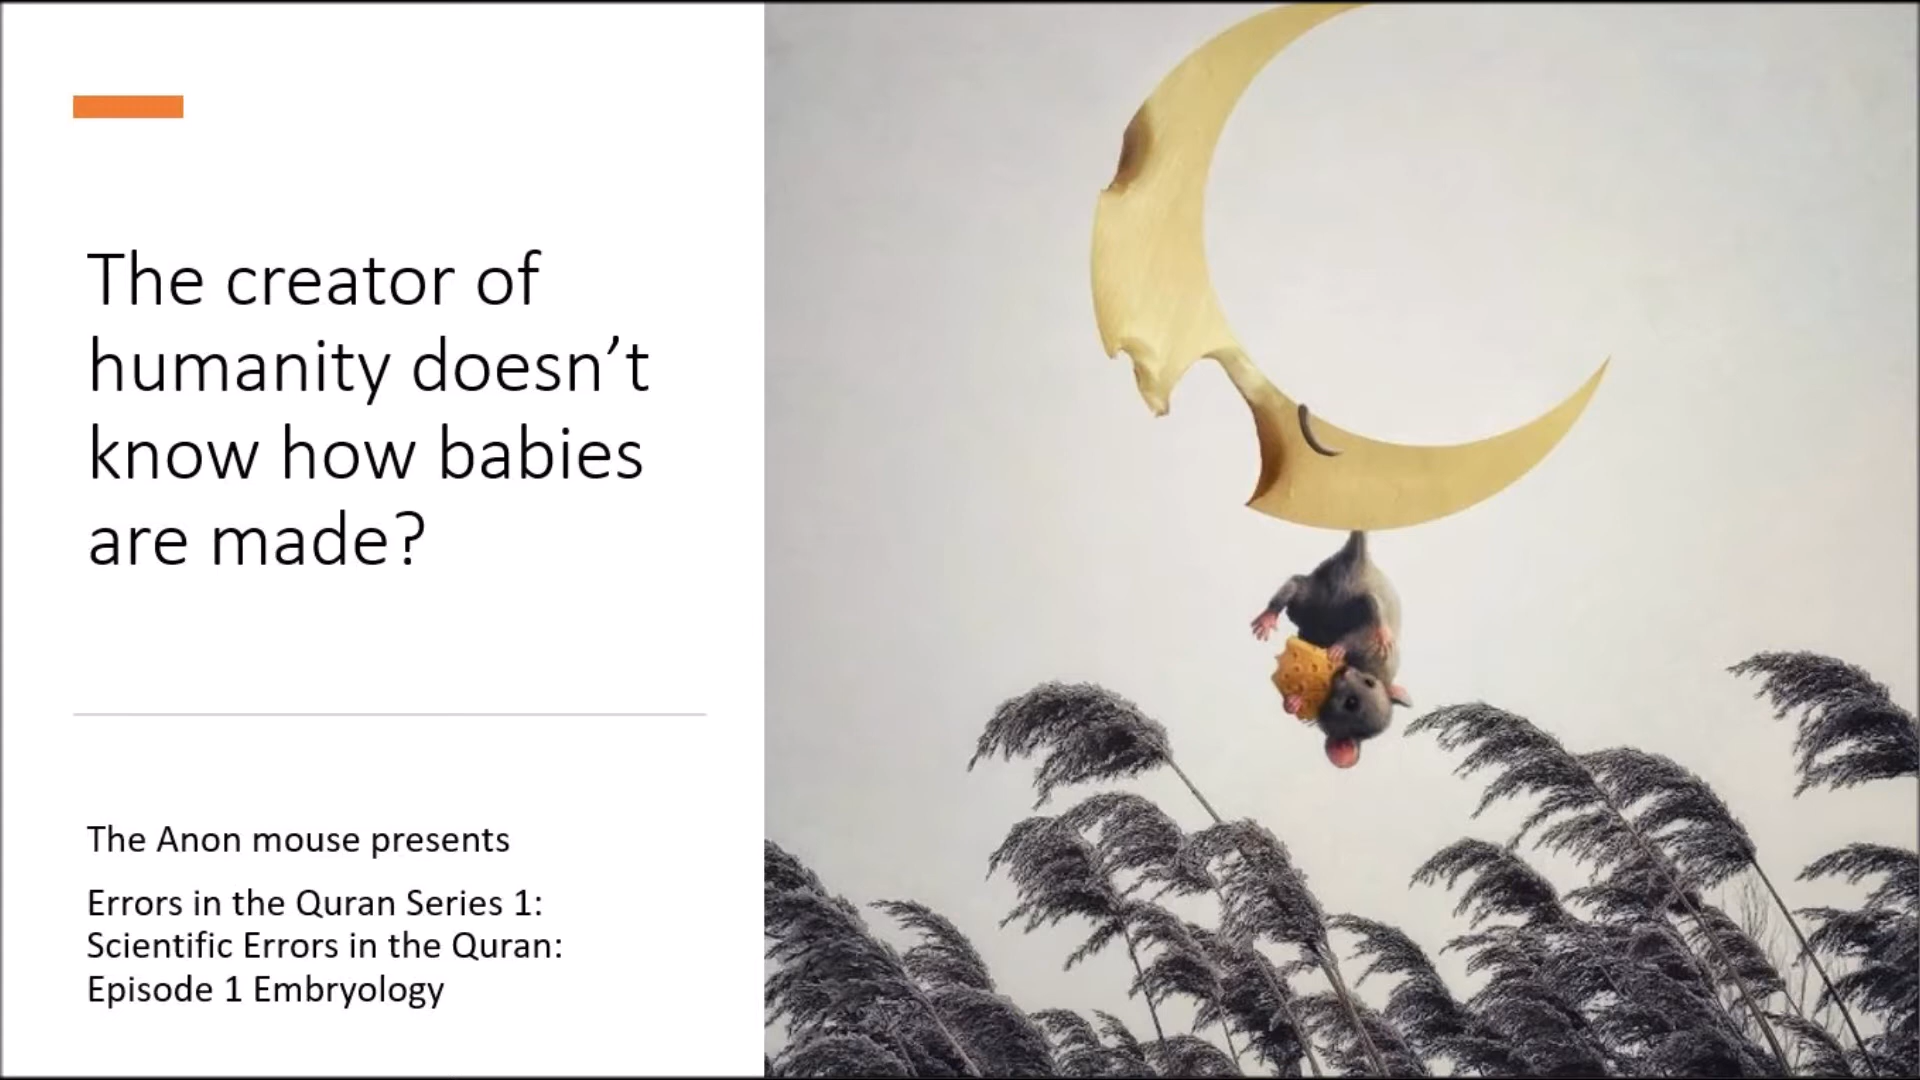 The creator of
humanity doesn’t
know how babies
are made?
The Anon mouse presents
Errors in the Quran Series 1:
Scientific Errors in the Quran:
Episode 1 Embryology